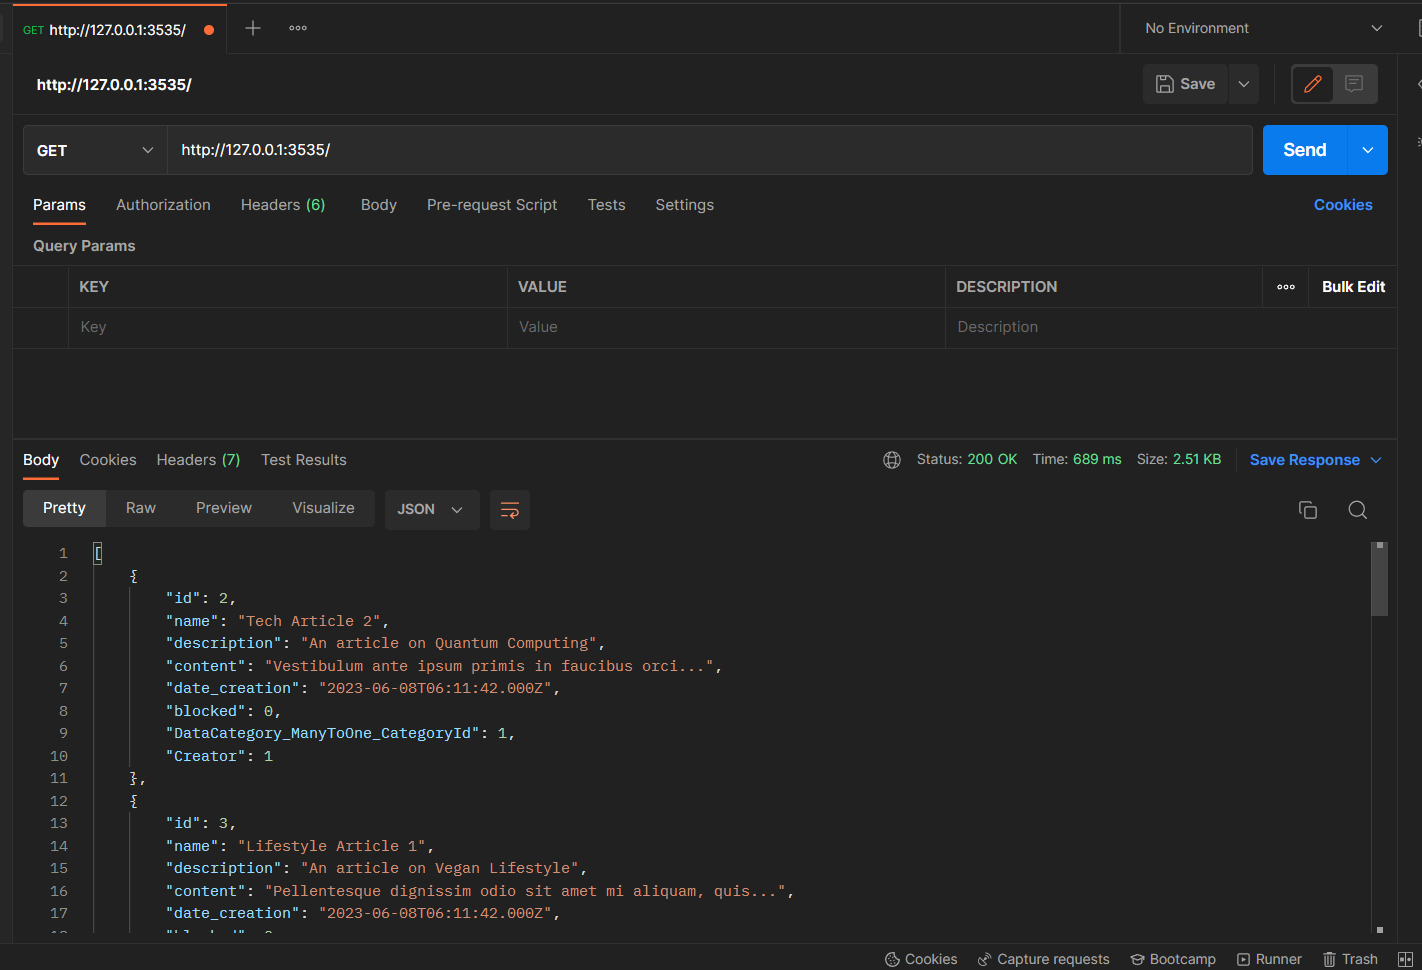 GET http://127.0.0.1:3535/
No Environment
http://127.0.0.1:3535/
Save
GET http://127.0.0.1:3535/ Send
Params Authorization Headers (6) Body Pre-request Script Tests Settings Cookies
Query Params
KEY VALUE DESCRIPTION Bulk Edit
Key Value Description
Body Cookies Headers (7) Test Results Status: 200 OK Time: 689 ms Size: 2.51 KB Save Response
Pretty Raw Preview Visualize JSON
1 [
2 {
3 "id": 2,
4 "name": "Tech Article 2",
5 "description": "An article on Quantum Computing",
6 "content": "Vestibulum ante ipsum primis in faucibus orci...",
7 "date_creation": "2023-06-08T06:11:42.000Z",
8 "blocked": 0,
9 "DataCategory_ManyToOne_CategoryId": 1,
10 "Creator": 1
11 },
12 {
13 "id": 3,
14 "name": "Lifestyle Article 1",
15 "description": "An article on Vegan Lifestyle",
16 "content": "Pellentesque dignissim odio sit amet mi aliquam, quis...",
17 "date_creation": "2023-06-08T06:11:42.000Z",
Cookies Capture requests Bootcamp Runner Trash